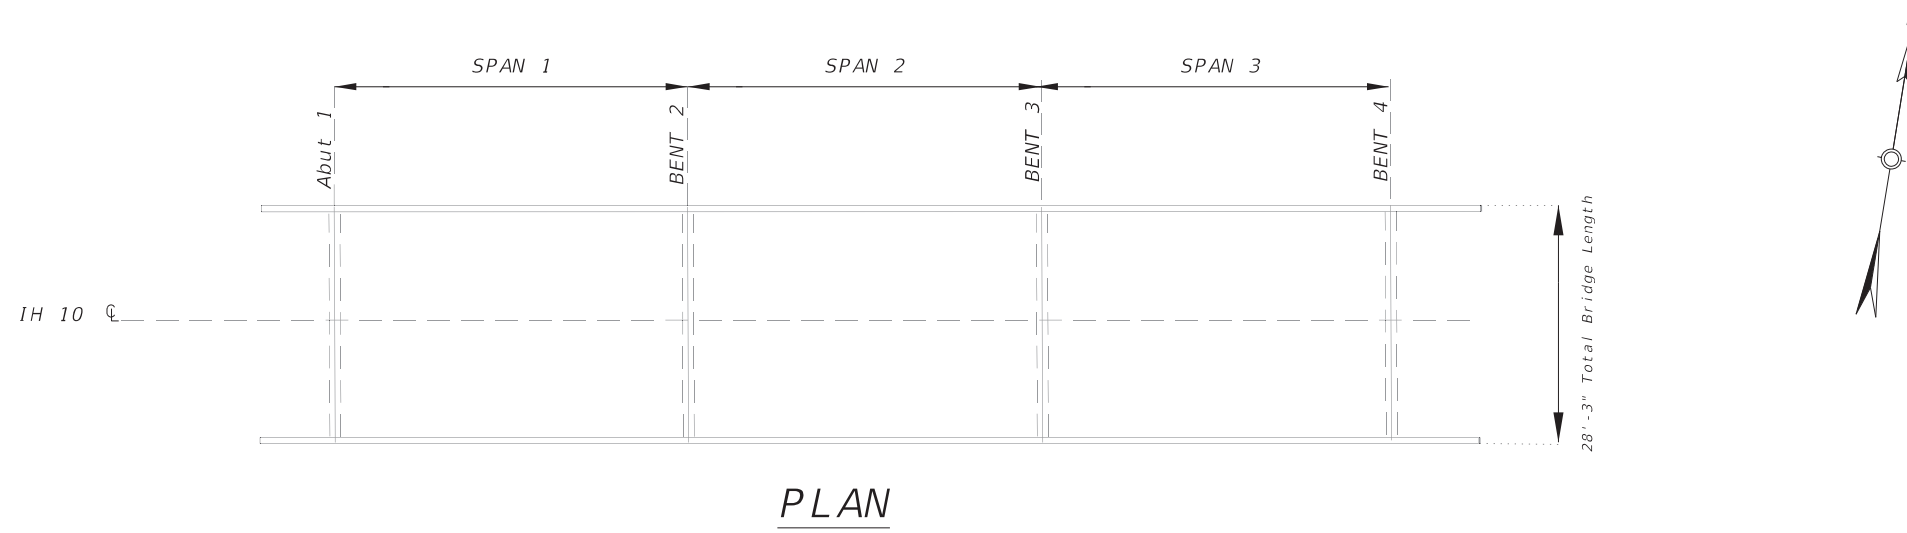 SPAN 1
SPAN 2
SPAN 3
Abut 1
BENT 2
BENT 3
BENT 4
28'-3" Total Bridge Length
IH 10 ℄
PLAN